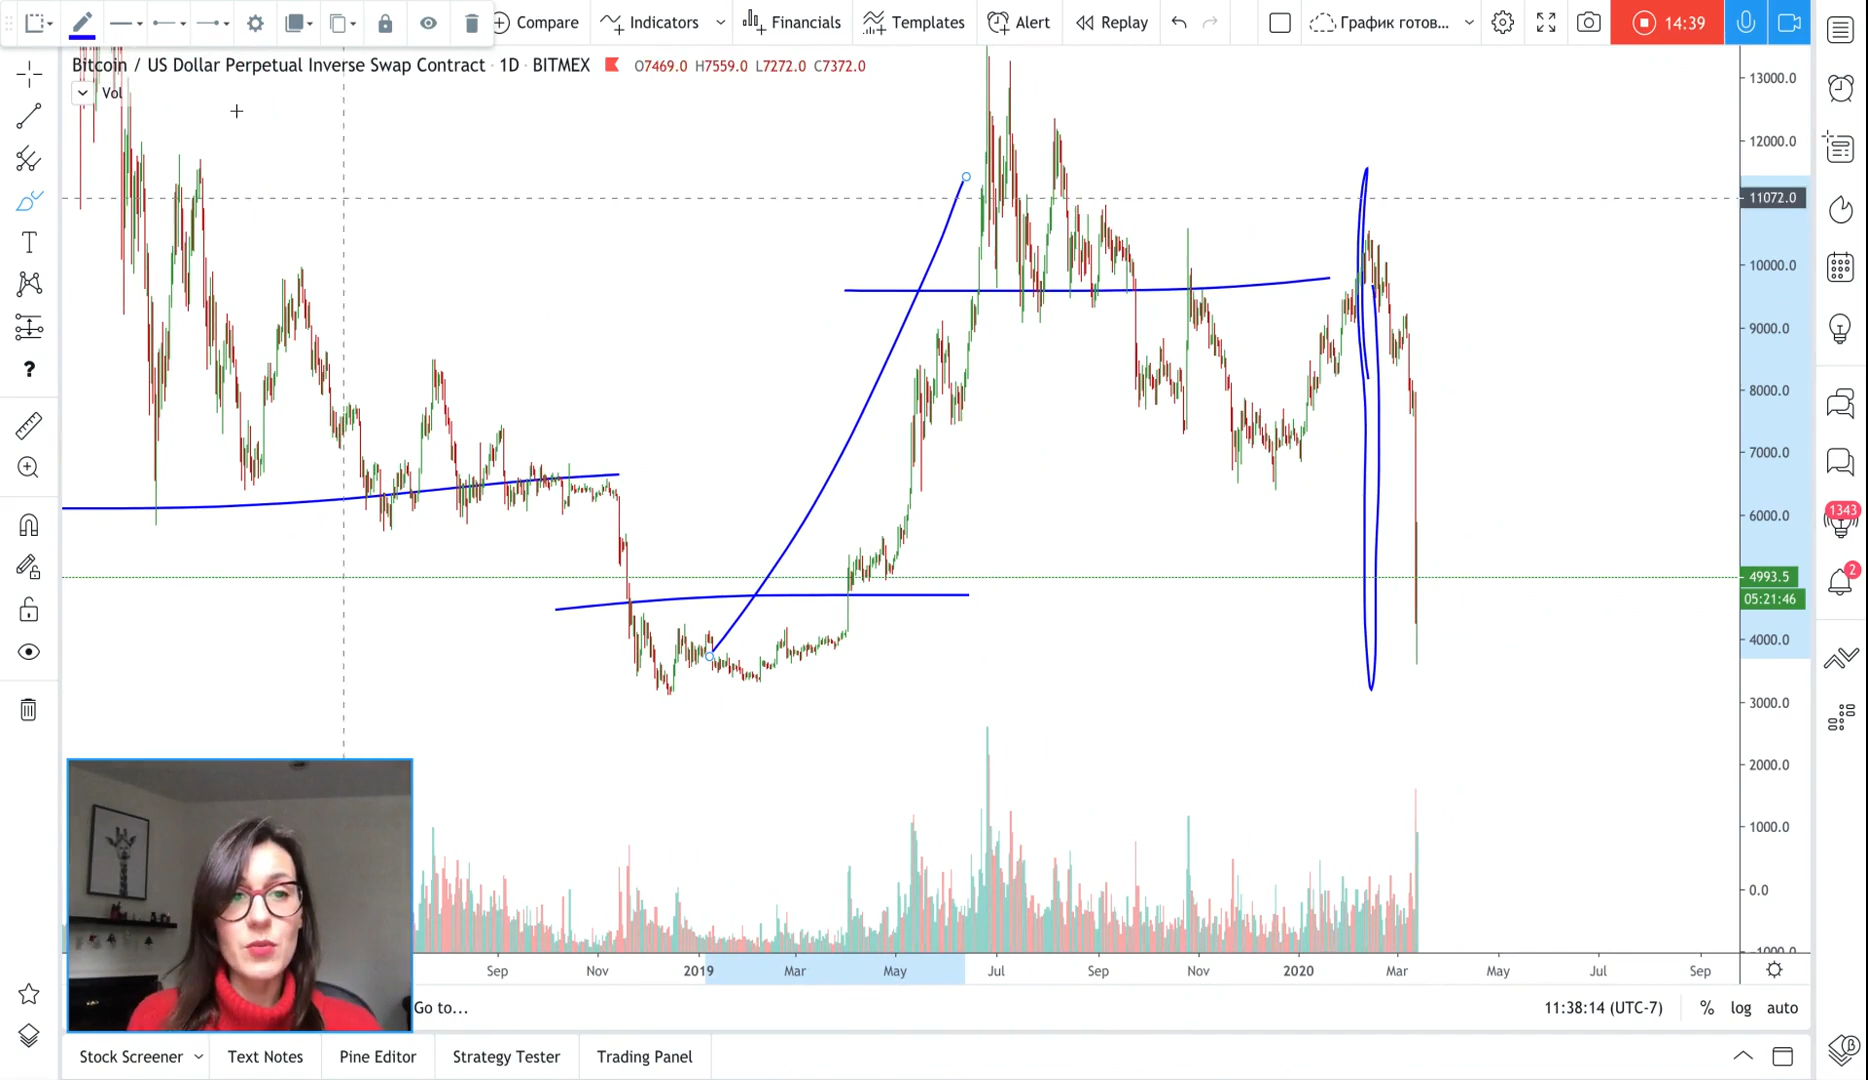 Compare
Indicators
Financials
Templates
Alert
Replay
График готов...
14:39
Bitcoin / US Dollar Perpetual Inverse Swap Contract · 1D · BITMEX O7469.0 H7559.0 L7272.0 C7372.0
Vol
13000.0
12000.0
11072.0
10000.0
9000.0
8000.0
7000.0
6000.0
4993.5
05:21:46
4000.0
3000.0
2000.0
1000.0
0.0
-1000.0
T
?
1343
2
Sep Nov 2019 Mar May Jul Sep Nov 2020 Mar May Jul Sep
Go to...
11:38:14 (UTC-7) % log auto
Stock Screener Text Notes Pine Editor Strategy Tester Trading Panel
β